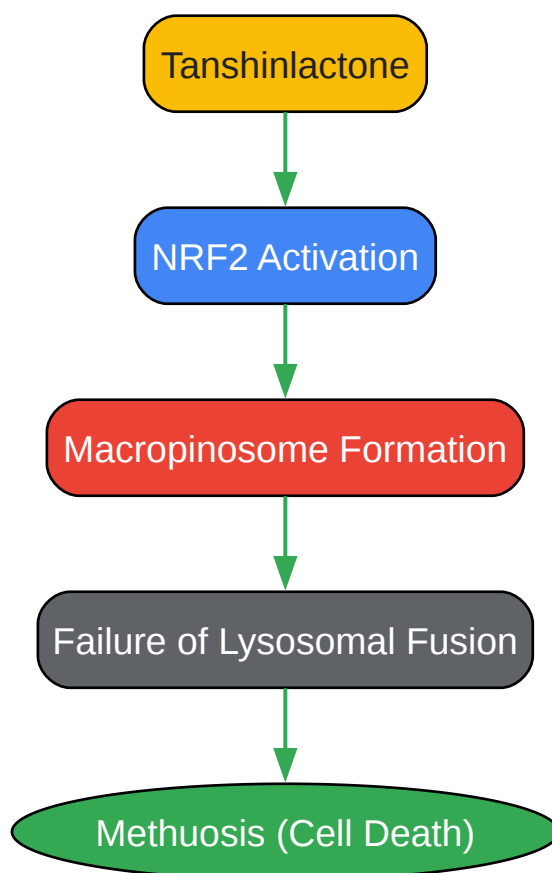 Tanshinlactone
NRF2 Activation
Macropinosome Formation
Failure of Lysosomal Fusion
Methuosis (Cell Death)